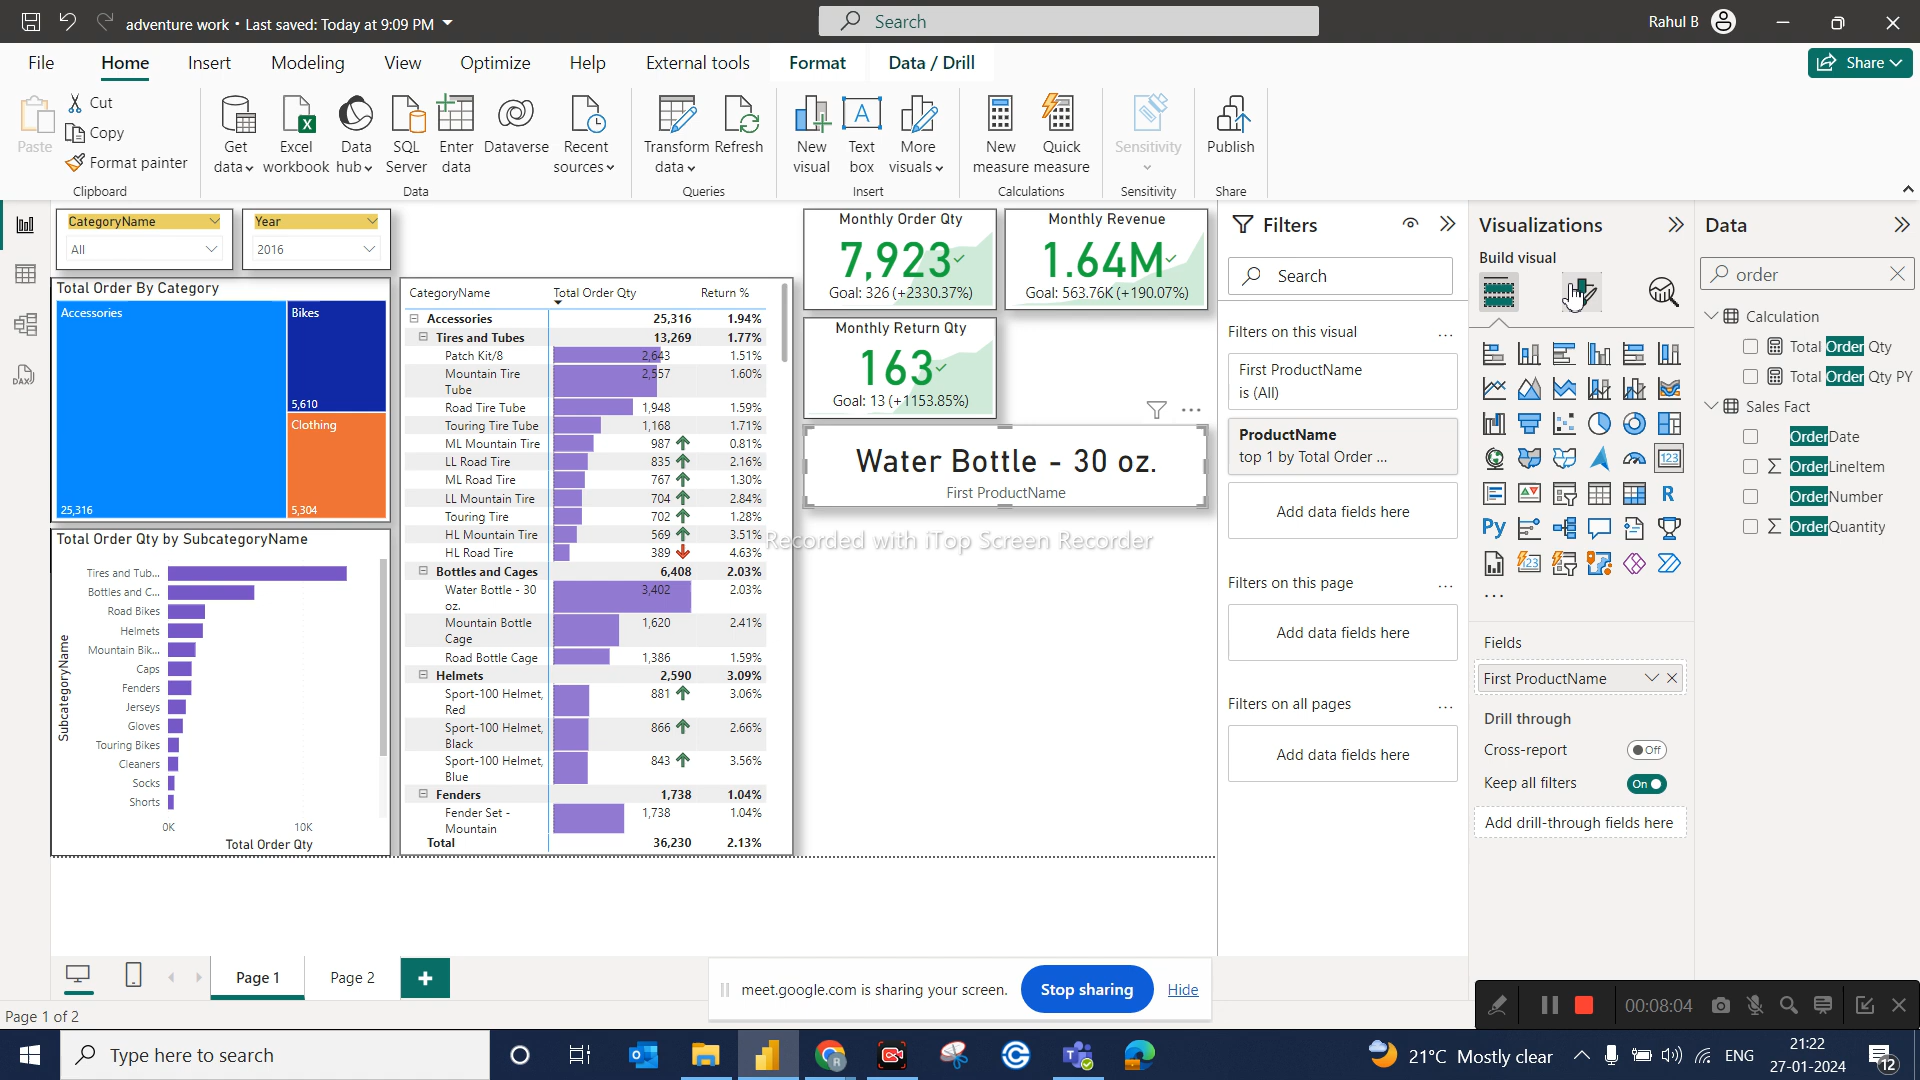 adventure work • Last saved: Today at 9:09 PM
Search
Rahul B
File
Home
Insert
Modeling
View
Optimize
Help
External tools
Format
Data / Drill
Share
Paste
Cut
Copy
Format painter
Clipboard
Get data
Excel workbook
Data hub
SQL Server
Enter data
Dataverse
Recent sources
Data
Transform data
Refresh
Queries
New visual
Text box
More visuals
Insert
New measure
Quick measure
Calculations
Sensitivity
Sensitivity
Publish
Share
CategoryName
All
Year
2016
Total Order By Category
Accessories
25,316
Bikes
5,610
Clothing
5,304
Total Order Qty by SubcategoryName
SubcategoryName
Tires and Tub...
Bottles and C...
Road Bikes
Helmets
Mountain Bik...
Caps
Fenders
Jerseys
Gloves
Touring Bikes
Cleaners
Socks
Shorts
0K 10K
Total Order Qty
CategoryName Total Order Qty Return %
Accessories 25,316 1.94%
Tires and Tubes 13,269 1.77%
Patch Kit/8 2,643 1.51%
Mountain Tire Tube 2,557 1.60%
Road Tire Tube 1,948 1.59%
Touring Tire Tube 1,168 1.71%
ML Mountain Tire 987 0.81%
LL Road Tire 835 2.16%
ML Road Tire 767 1.30%
LL Mountain Tire 704 2.84%
Touring Tire 702 1.28%
HL Mountain Tire 569 3.51%
HL Road Tire 389 4.63%
Bottles and Cages 6,408 2.03%
Water Bottle - 30 oz. 3,402 2.03%
Mountain Bottle Cage 1,620 2.41%
Road Bottle Cage 1,386 1.59%
Helmets 2,590 3.09%
Sport-100 Helmet, Red 881 3.06%
Sport-100 Helmet, Black 866 2.66%
Sport-100 Helmet, Blue 843 3.56%
Fenders 1,738 1.04%
Fender Set - Mountain 1,738 1.04%
Total 36,230 2.13%
Monthly Order Qty
7,923
Goal: 326 (+2330.37%)
Monthly Revenue
1.64M
Goal: 563.76K (+190.07%)
Monthly Return Qty
163
Goal: 13 (+1153.85%)
Water Bottle - 30 oz.
First ProductName
Recorded with iTop Screen Recorder
Filters
Search
Filters on this visual
First ProductName
is (All)
ProductName
top 1 by Total Order ...
Add data fields here
Filters on this page
Add data fields here
Filters on all pages
Add data fields here
Visualizations
Build visual
123
R
Py
Fields
First ProductName
Drill through
Cross-report
Off
Keep all filters
On
Add drill-through fields here
Data
order
Calculation
Total Order Qty
Total Order Qty PY
Sales Fact
OrderDate
OrderLineItem
OrderNumber
OrderQuantity
Page 1
Page 2
Page 1 of 2
meet.google.com is sharing your screen.
Stop sharing
Hide
00:08:04
Type here to search
21°C Mostly clear
ENG
21:22
27-01-2024
12